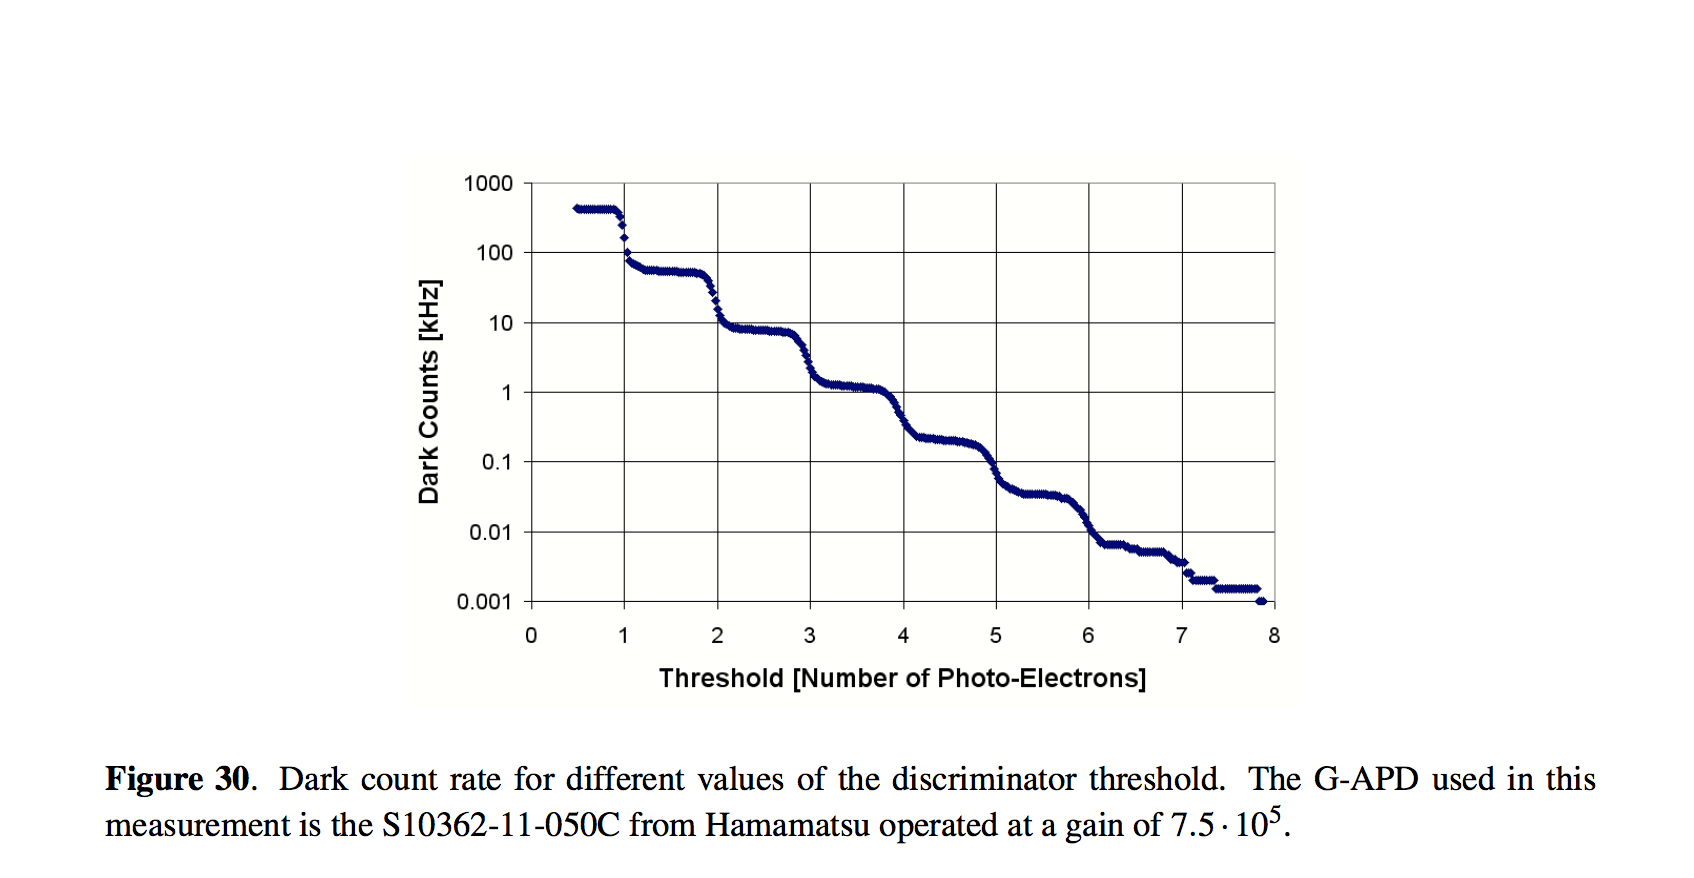 1000
100
10
1
0.1
0.01
0.001
Dark Counts [kHz]
0 1 2 3 4 5 6 7 8
Threshold [Number of Photo-Electrons]
Figure 30. Dark count rate for different values of the discriminator threshold. The G-APD used in this
measurement is the S10362-11-050C from Hamamatsu operated at a gain of 7.5 · 10⁵.